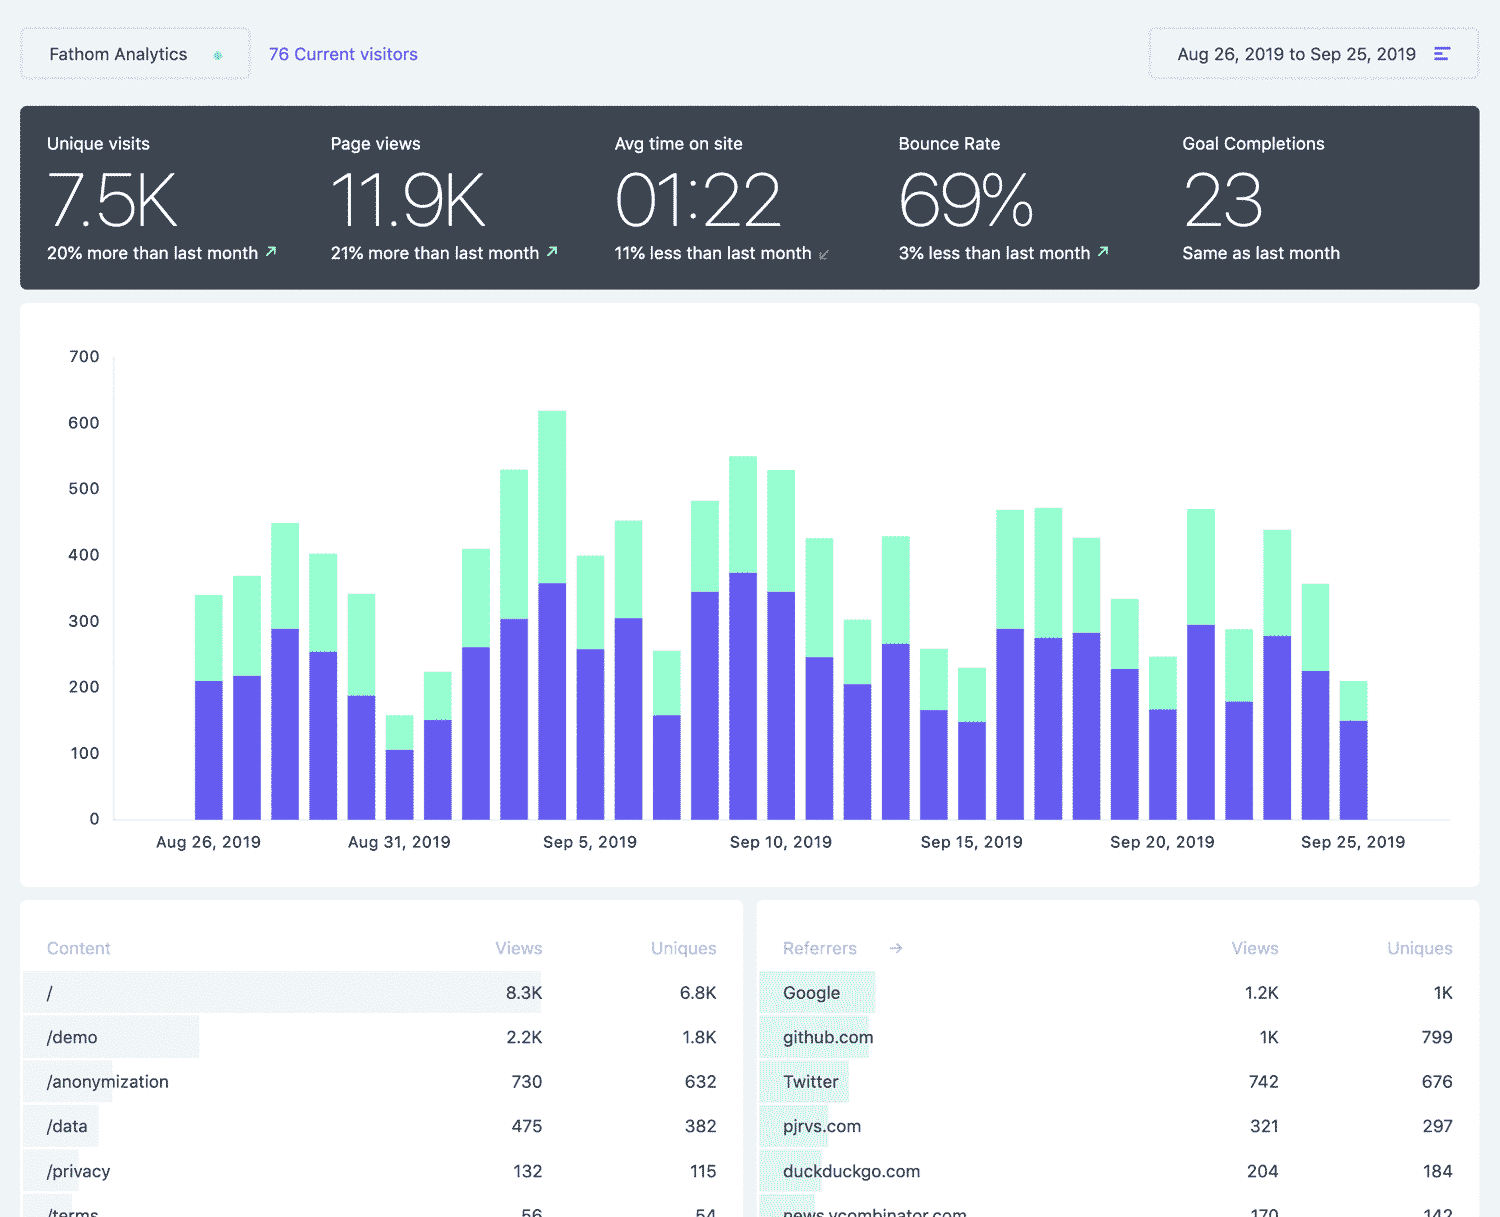 Fathom Analytics
76 Current visitors
Aug 26, 2019 to Sep 25, 2019
Unique visits
7.5K
20% more than last month
Page views
11.9K
21% more than last month
Avg time on site
01:22
11% less than last month
Bounce Rate
69%
3% less than last month
Goal Completions
23
Same as last month
700
600
500
400
300
200
100
0
Aug 26, 2019 Aug 31, 2019 Sep 5, 2019 Sep 10, 2019 Sep 15, 2019 Sep 20, 2019 Sep 25, 2019
Content Views Uniques
/ 8.3K 6.8K
/demo 2.2K 1.8K
/anonymization 730 632
/data 475 382
/privacy 132 115
/terms 56 54
Referrers → Views Uniques
Google 1.2K 1K
github.com 1K 799
Twitter 742 676
pjrvs.com 321 297
duckduckgo.com 204 184
news.ycombinator.com 170 142